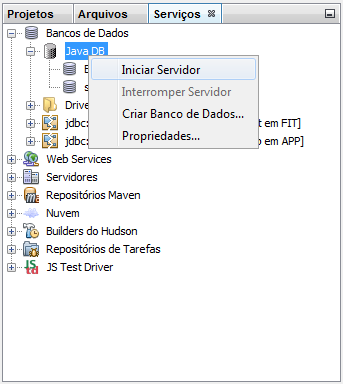 Projetos Arquivos Serviços
Bancos de Dados
Java DB
Iniciar Servidor
Interromper Servidor
s
Criar Banco de Dados...
Propriedades...
jdbc: em FIT]
jdbc: em APP]
Web Services
Servidores
Repositórios Maven
Nuvem
Builders do Hudson
Repositórios de Tarefas
JS Test Driver